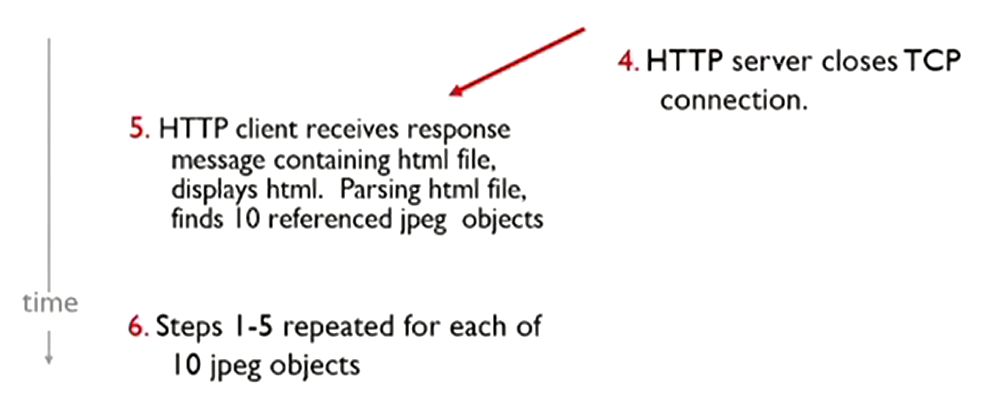 4. HTTP server closes TCP
connection.
5. HTTP client receives response
message containing html file,
displays html. Parsing html file,
finds 10 referenced jpeg objects
time
6. Steps 1-5 repeated for each of
10 jpeg objects